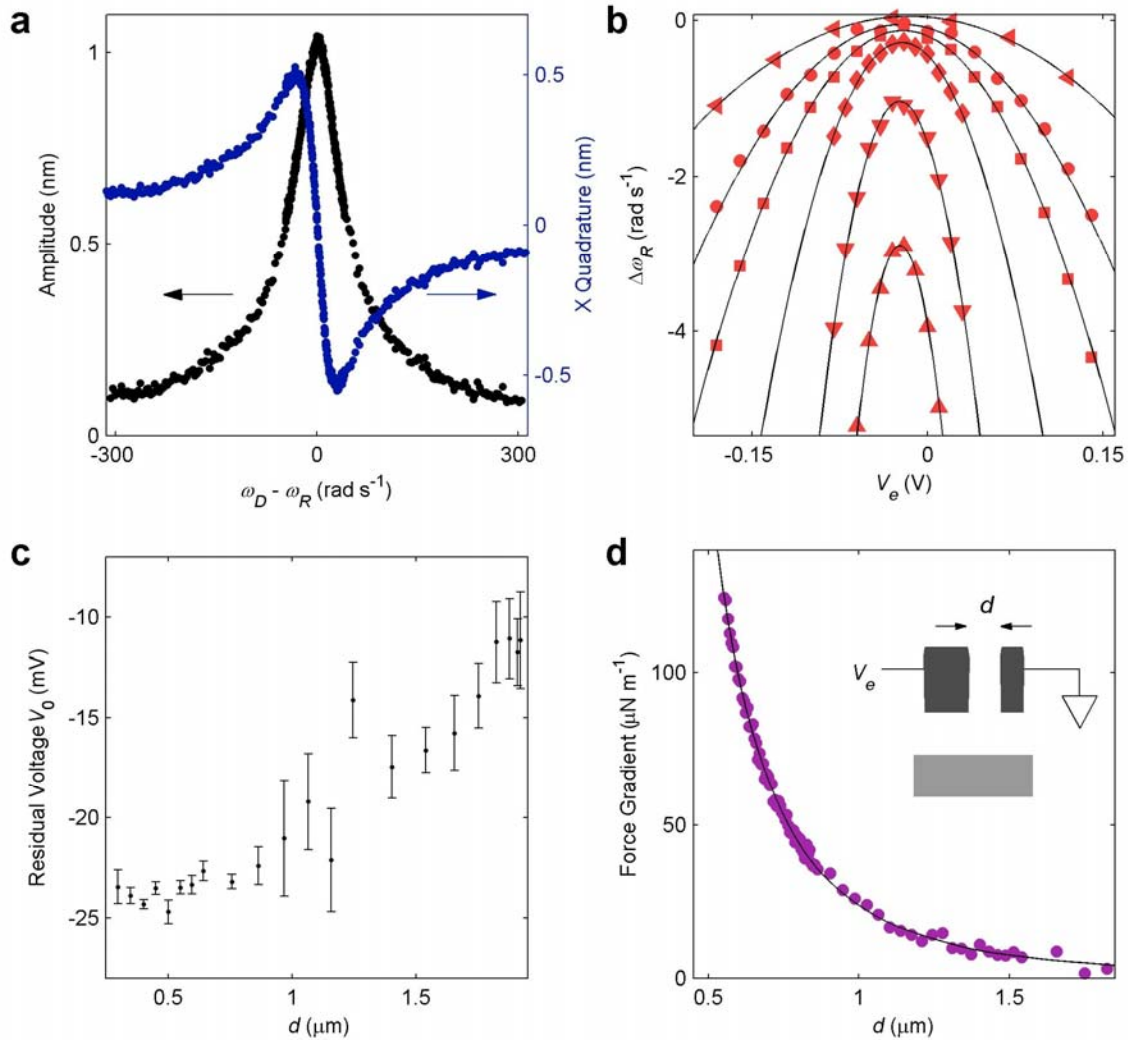 a
1
0.5
0
Amplitude (nm)
0.5
0
-0.5
X Quadrature (nm)
-300
0
300
ω_D - ω_R (rad s⁻¹)
b
0
-2
-4
Δω_R (rad s⁻¹)
-0.15
0
0.15
V_e (V)
c
-10
-15
-20
-25
Residual Voltage V₀ (mV)
0.5
1
1.5
d (μm)
d
100
50
0
Force Gradient (μN m⁻¹)
d
V_e
0.5
1
1.5
d (μm)